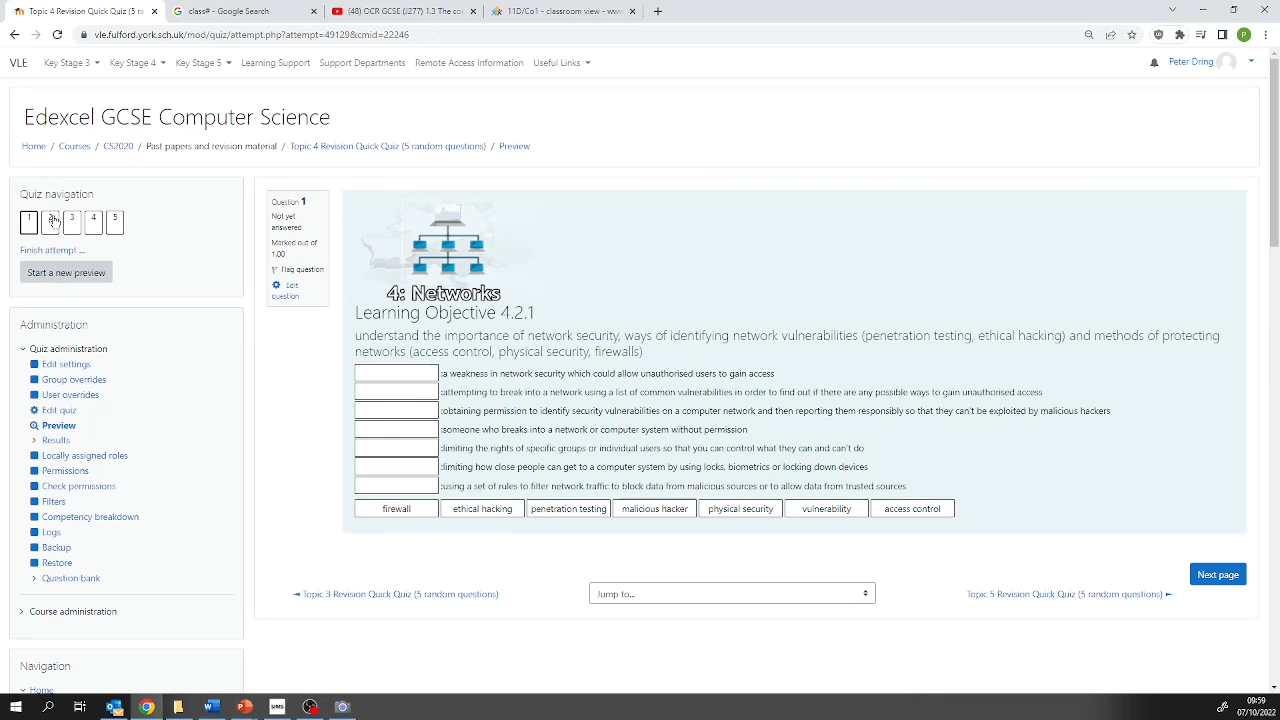 Topic 4 Revision Quick Quiz (5 ra
class# - Google Search
(48) OCR GCSE (J277) 1.3 The co
11D/Co1 - classroom view - www
vle.fulford.york.sch.uk/mod/quiz/attempt.php?attempt=49129&cmid=22246
P
VLE
Key Stage 3
Key Stage 4
Key Stage 5
Learning Support
Support Departments
Remote Access Information
Useful Links
Peter Dring
Edexcel GCSE Computer Science
Home / Courses / CS2020 / Past papers and revision material / Topic 4 Revision Quick Quiz (5 random questions) / Preview
Quiz navigation
1 2 3 4 5
Finish attempt ...
Start a new preview
Administration
Quiz administration
Edit settings
Group overrides
User overrides
Edit quiz
Preview
Results
Locally assigned roles
Permissions
Check permissions
Filters
Competency breakdown
Logs
Backup
Restore
Question bank
Course administration
Navigation
Home
Question 1
Not yet
answered
Marked out of
1.00
Flag question
Edit
question
4: Networks
Learning Objective 4.2.1
understand the importance of network security, ways of identifying network vulnerabilities (penetration testing, ethical hacking) and methods of protecting
networks (access control, physical security, firewalls)
:a weakness in network security which could allow unauthorised users to gain access
:attempting to break into a network using a list of common vulnerabilities in order to find out if there are any possible ways to gain unauthorised access
:obtaining permission to identify security vulnerabilities on a computer network and then reporting them responsibly so that they can't be exploited by malicious hackers
:someone who breaks into a network or computer system without permission
:limiting the rights of specific groups or individual users so that you can control what they can and can't do
:limiting how close people can get to a computer system by using locks, biometrics or locking down devices
:using a set of rules to filter network traffic to block data from malicious sources or to allow data from trusted sources
firewall
ethical hacking
penetration testing
malicious hacker
physical security
vulnerability
access control
Next page
◄ Topic 3 Revision Quick Quiz (5 random questions)
Jump to...
Topic 5 Revision Quick Quiz (5 random questions) ►
SIMS
09:59
07/10/2022